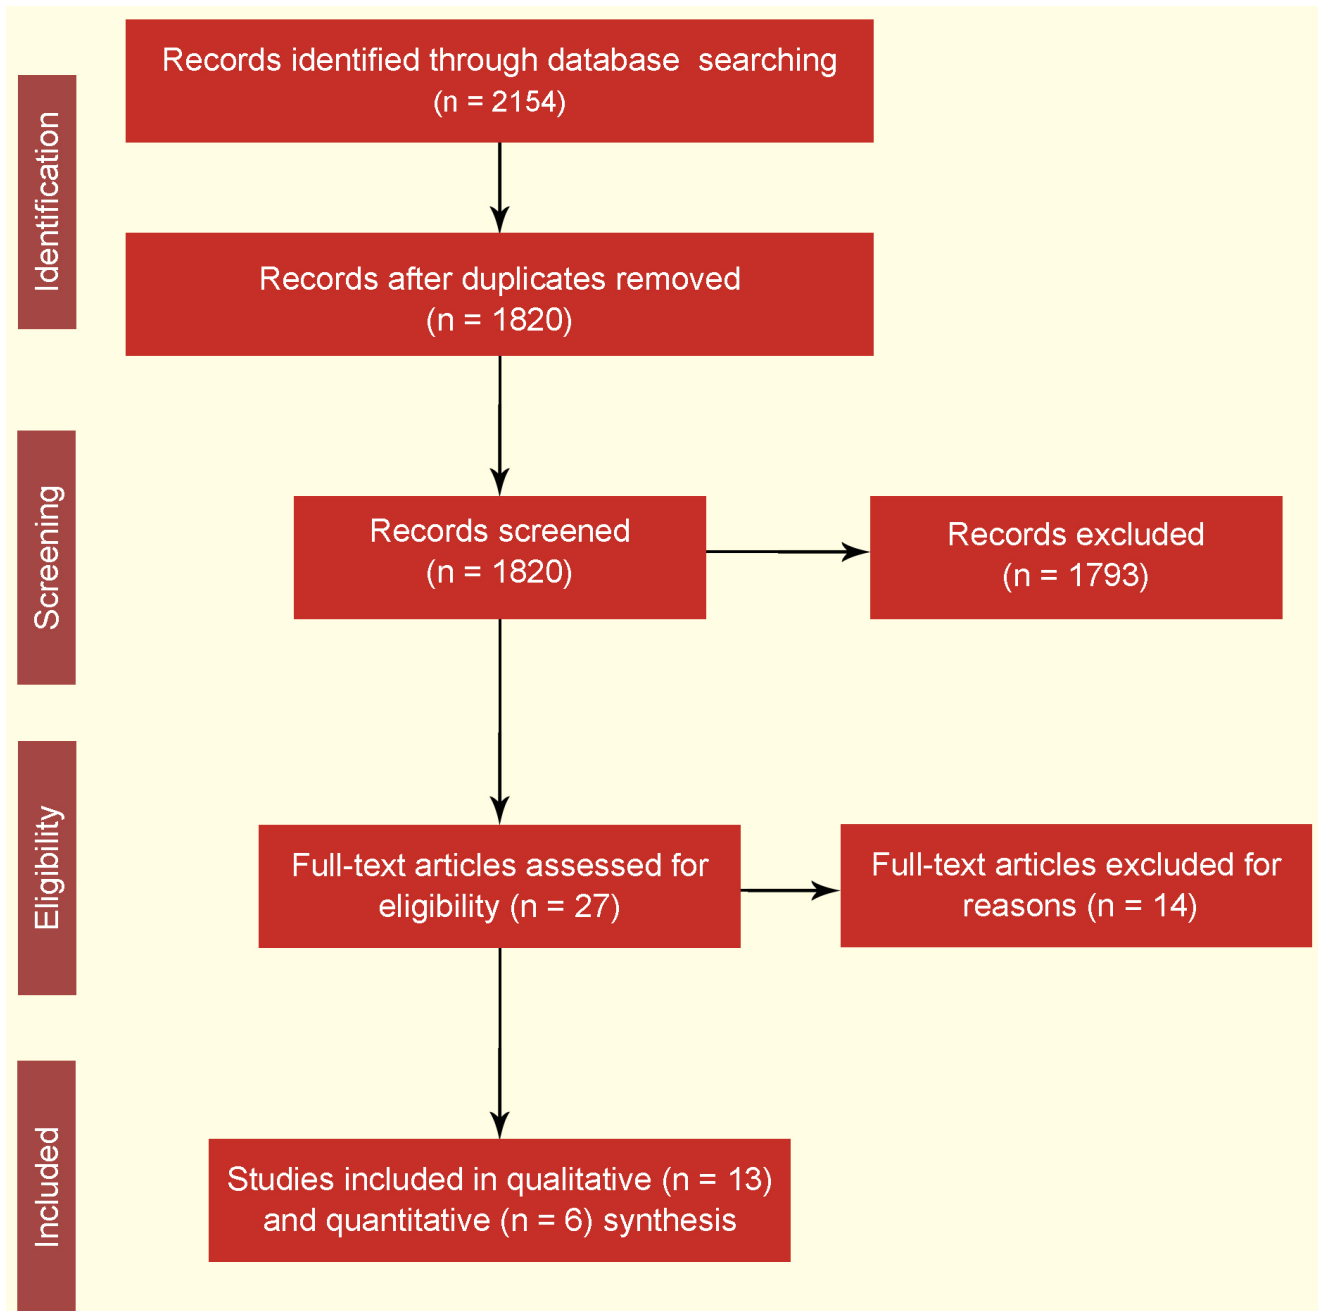 Identification
Records identified through database searching
(n = 2154)
Records after duplicates removed
(n = 1820)
Screening
Records screened
(n = 1820)
Records excluded
(n = 1793)
Eligibility
Full-text articles assessed for
eligibility (n = 27)
Full-text articles excluded for
reasons (n = 14)
Included
Studies included in qualitative (n = 13)
and quantitative (n = 6) synthesis